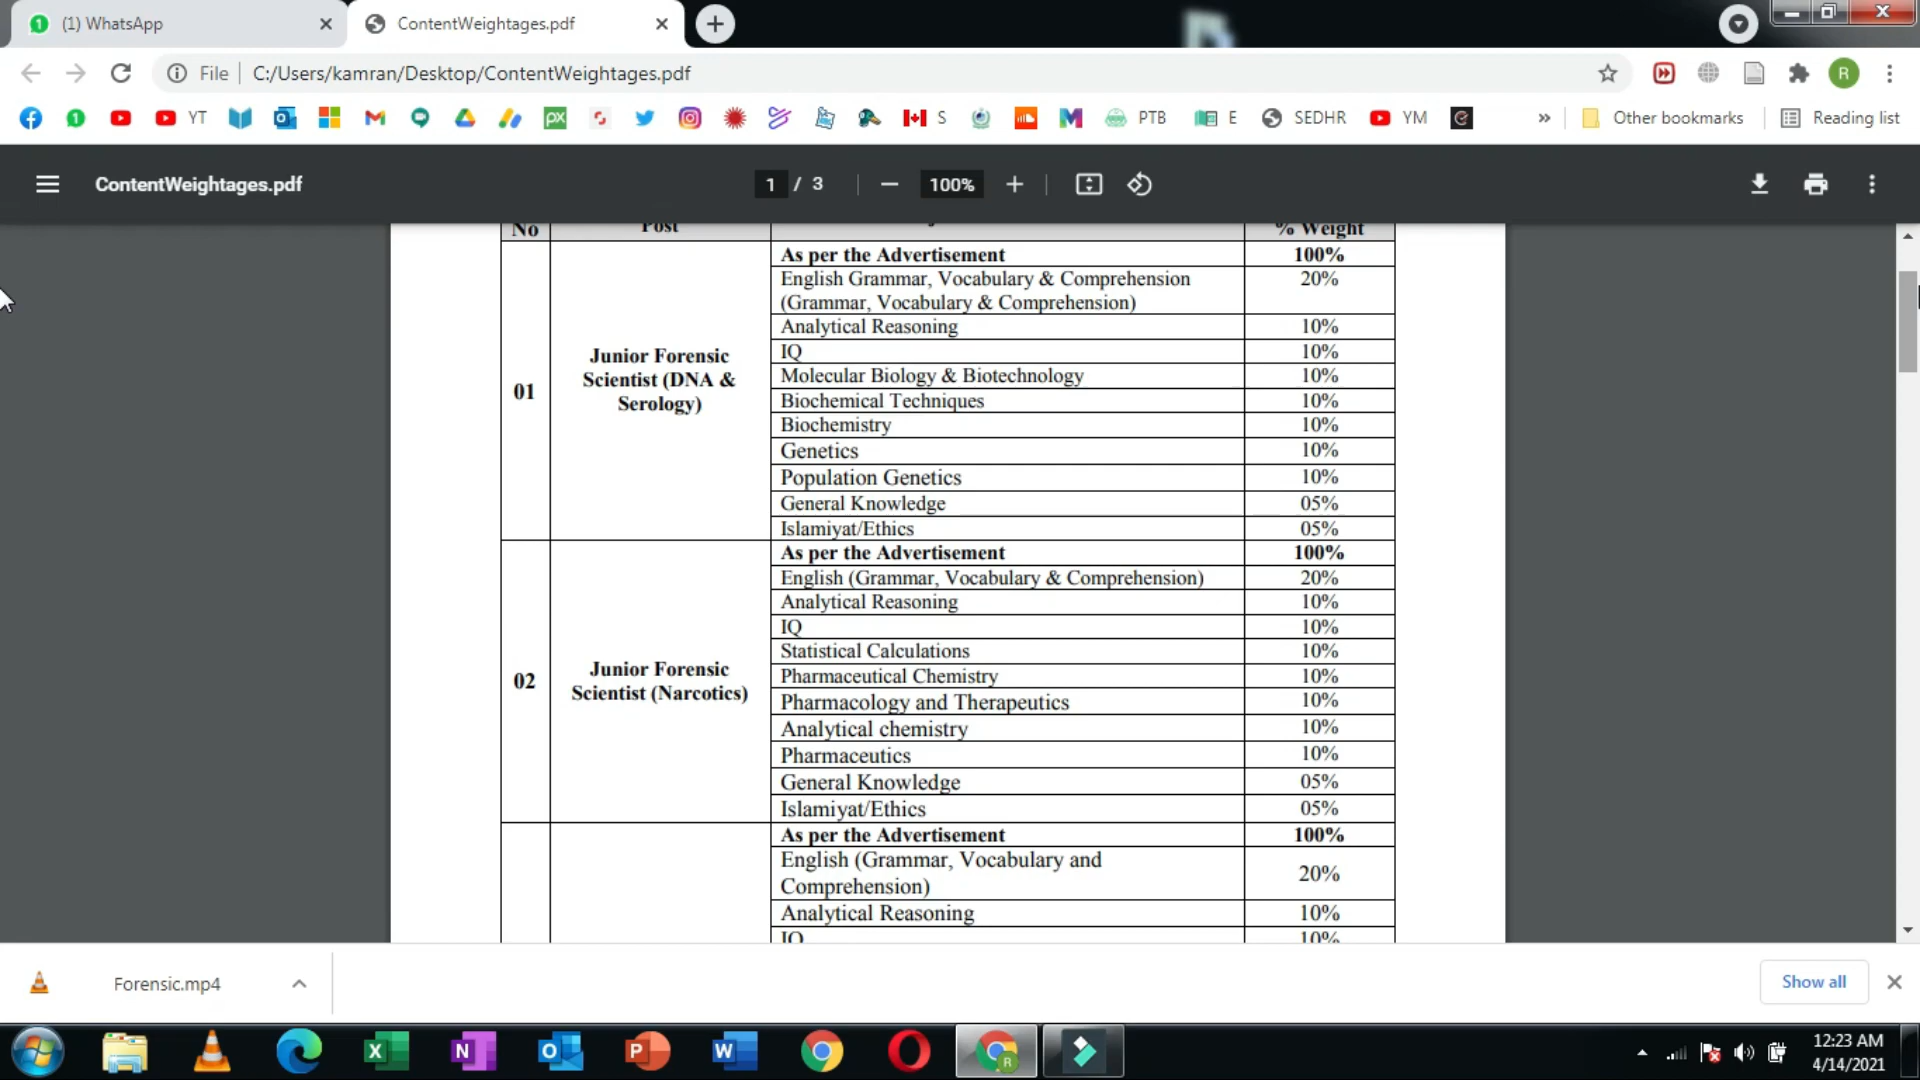 (1) WhatsApp
ContentWeightages.pdf
File C:/Users/kamran/Desktop/ContentWeightages.pdf
R
1 YT px S PTB E SEDHR YM » Other bookmarks Reading list
ContentWeightages.pdf 1 / 3 100%
No Post % Weight
As per the Advertisement 100%
English Grammar, Vocabulary & Comprehension 20%
(Grammar, Vocabulary & Comprehension)
Analytical Reasoning 10%
IQ 10%
01 Junior Forensic
Scientist (DNA &
Serology)
Molecular Biology & Biotechnology 10%
Biochemical Techniques 10%
Biochemistry 10%
Genetics 10%
Population Genetics 10%
General Knowledge 05%
Islamiyat/Ethics 05%
As per the Advertisement 100%
English (Grammar, Vocabulary & Comprehension) 20%
Analytical Reasoning 10%
IQ 10%
Statistical Calculations 10%
02 Junior Forensic
Scientist (Narcotics)
Pharmaceutical Chemistry 10%
Pharmacology and Therapeutics 10%
Analytical chemistry 10%
Pharmaceutics 10%
General Knowledge 05%
Islamiyat/Ethics 05%
As per the Advertisement 100%
English (Grammar, Vocabulary and
Comprehension) 20%
Analytical Reasoning 10%
IQ 10%
Forensic.mp4
Show all
12:23 AM
4/14/2021